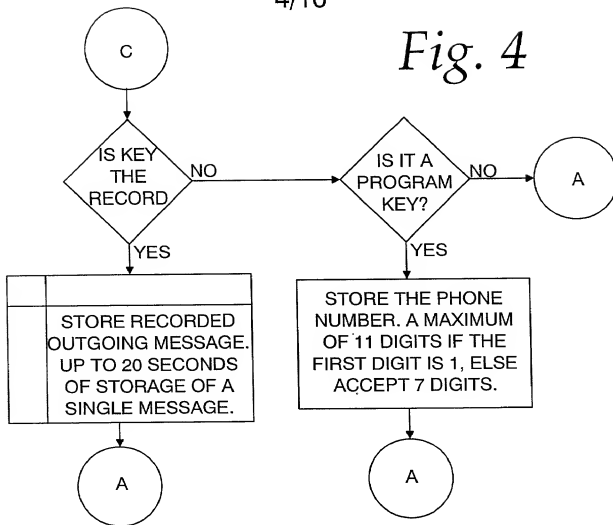 4/16
Fig. 4
C
IS KEY
THE
RECORD
NO
IS IT A
PROGRAM
KEY?
NO
A
YES
YES
STORE RECORDED
OUTGOING MESSAGE.
UP TO 20 SECONDS
OF STORAGE OF A
SINGLE MESSAGE.
STORE THE PHONE
NUMBER. A MAXIMUM
OF 11 DIGITS IF THE
FIRST DIGIT IS 1, ELSE
ACCEPT 7 DIGITS.
A
A